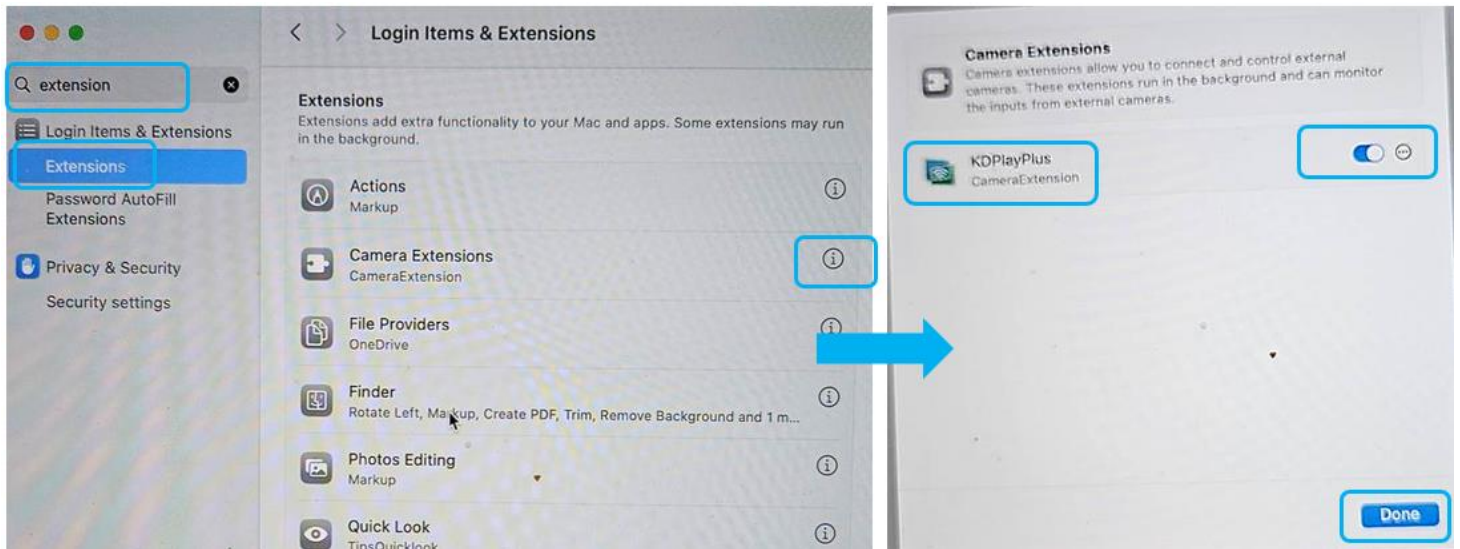 Login Items & Extensions
extension
Login Items & Extensions
Extensions
Password AutoFill
Extensions
Privacy & Security
Security settings
Extensions
Extensions add extra functionality to your Mac and apps. Some extensions may run
in the background.
Actions
Markup
Camera Extensions
CameraExtension
File Providers
OneDrive
Finder
Rotate Left, Markup, Create PDF, Trim, Remove Background and 1 m...
Photos Editing
Markup
Quick Look
TipsQuicklook
Camera Extensions
Camera extensions allow you to connect and control external
cameras. These extensions run in the background and can monitor
the inputs from external cameras.
KDPlayPlus
CameraExtension
Done